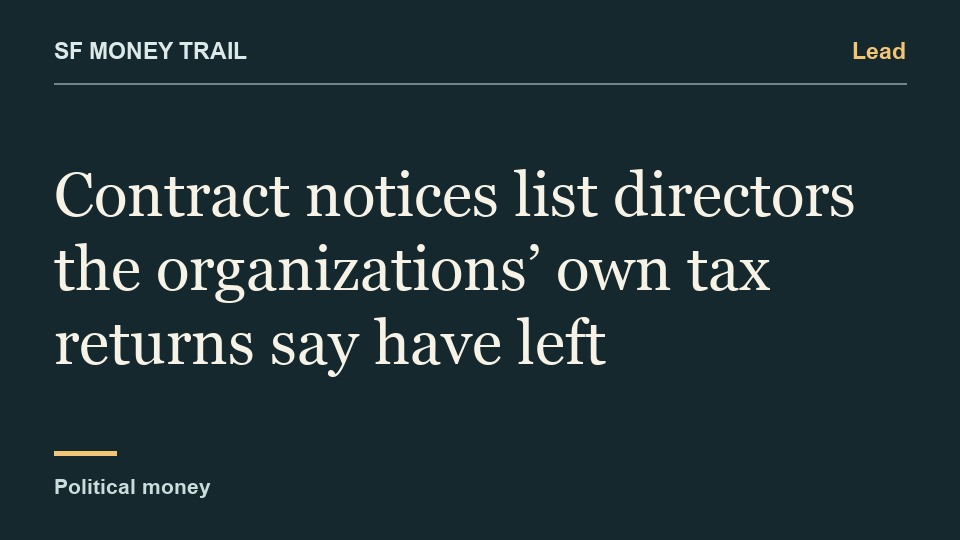 SF MONEY TRAIL
Lead
Contract notices list directors
the organizations’ own tax
returns say have left
Political money